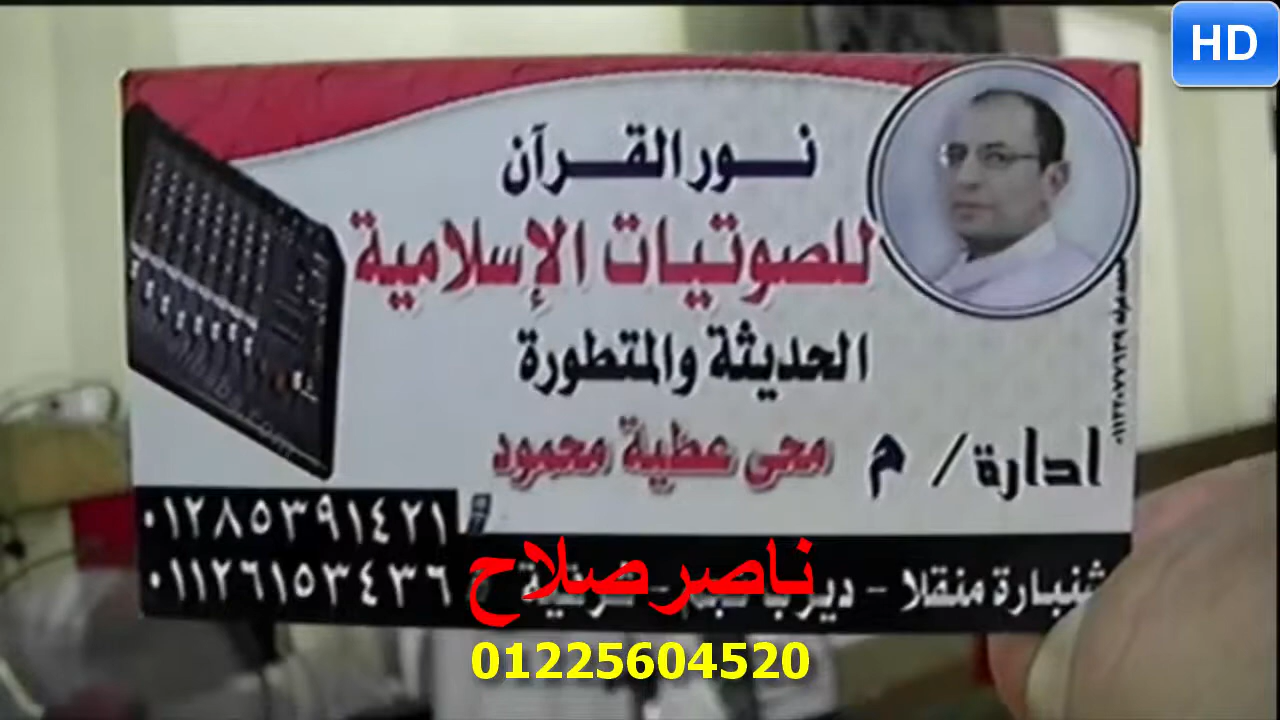 HD
نور القرآن
للصوتيات الإسلامية
الحديثة والمتطورة
ادارة / م محى عطية محمود
٠١٢٨٥٣٩١٤٢١
٠١١٢٦١٥٣٤٣٦
شنبارة منقلا - ديرب
ناصر صلاح
01225604520